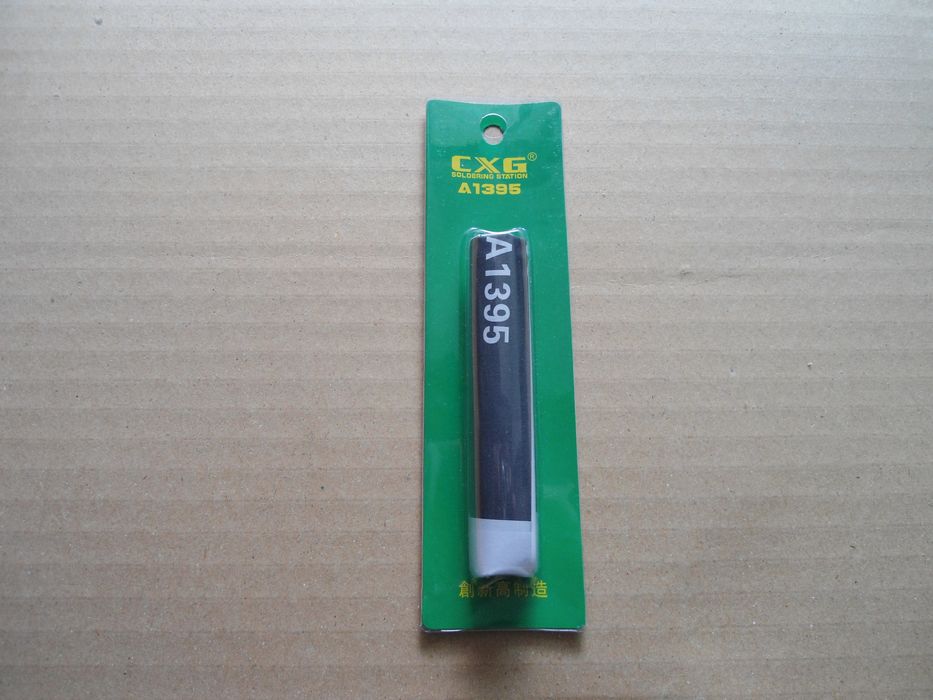 CXG®
SOLDERING STATION
A1395
A1395
創新高制造